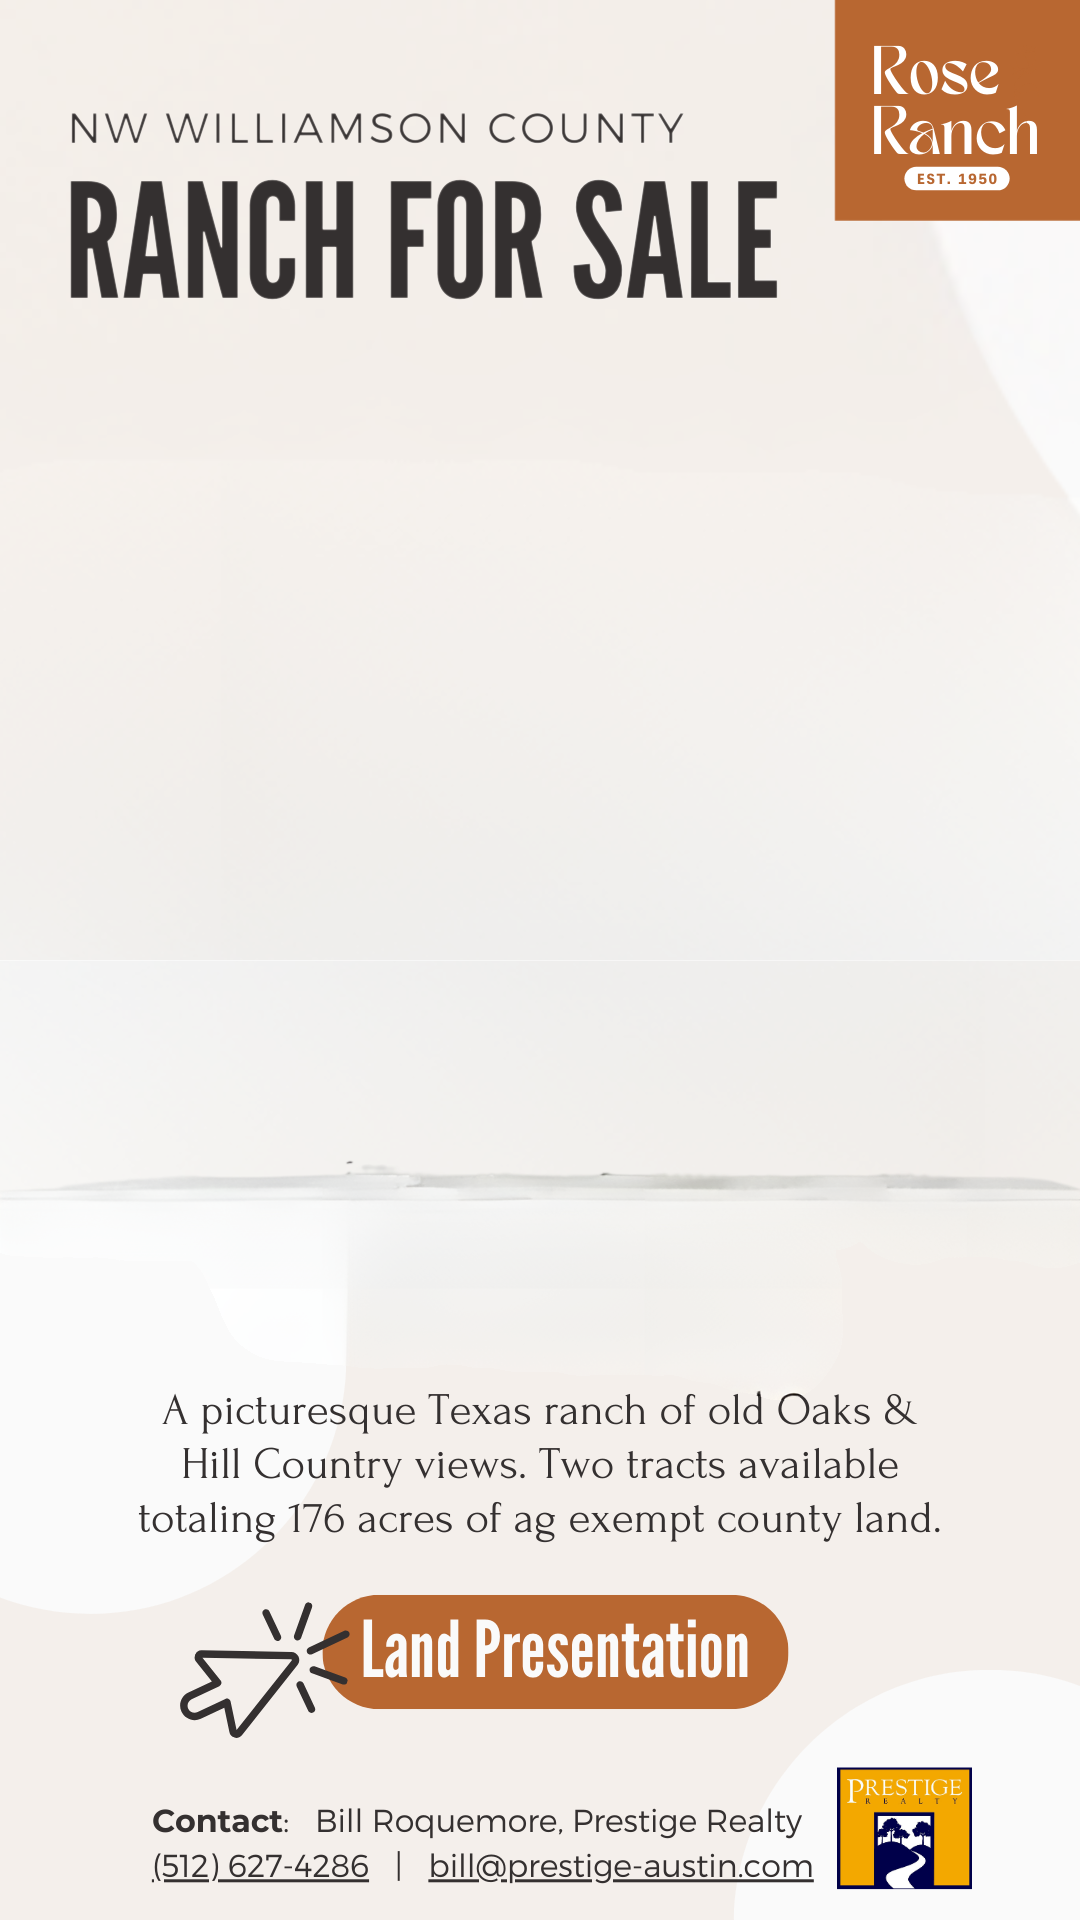 Rose
Ranch
EST. 1950
NW WILLIAMSON COUNTY
RANCH FOR SALE
A picturesque Texas ranch of old Oaks &
Hill Country views. Two tracts available
totaling 176 acres of ag exempt county land.
Land Presentation
Contact: Bill Roquemore, Prestige Realty
(512) 627-4286 | bill@prestige-austin.com
PRESTIGE
REALTY